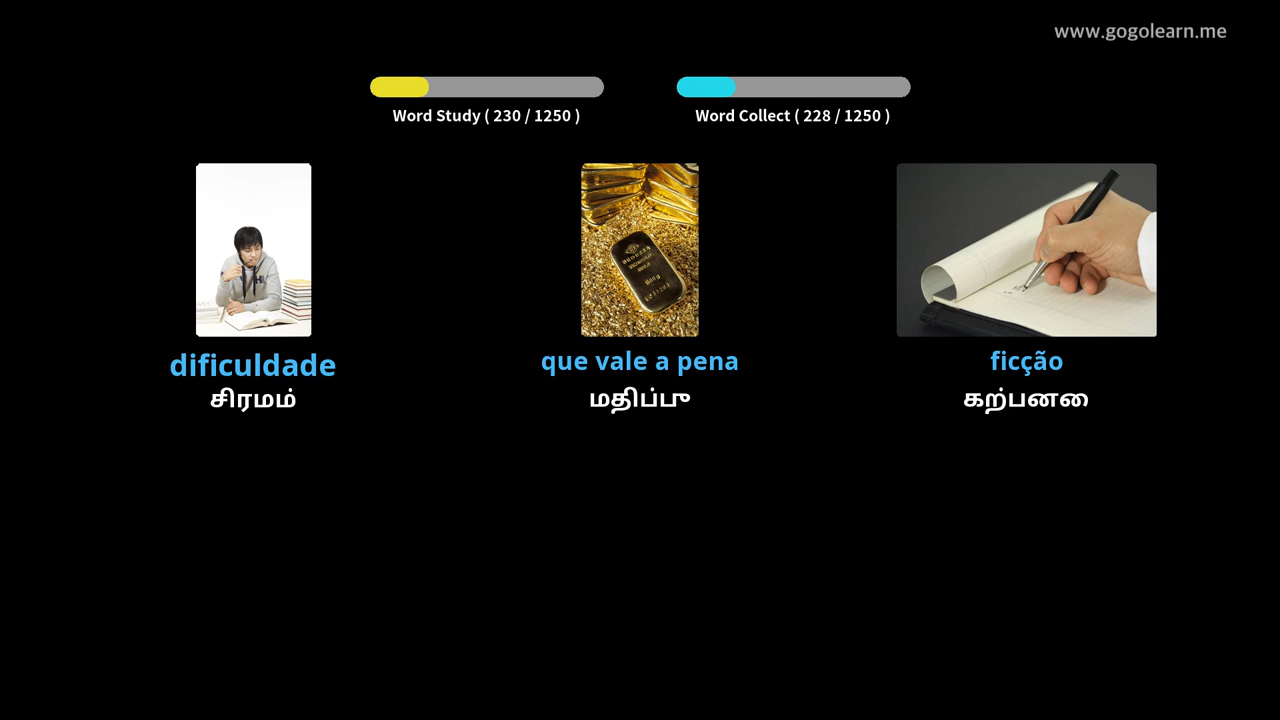 www.gogolearn.me
Word Study ( 230 / 1250 )
Word Collect ( 228 / 1250 )
dificuldade
சிரமம்
que vale a pena
மதிப்பு
ficção
கற்பனை